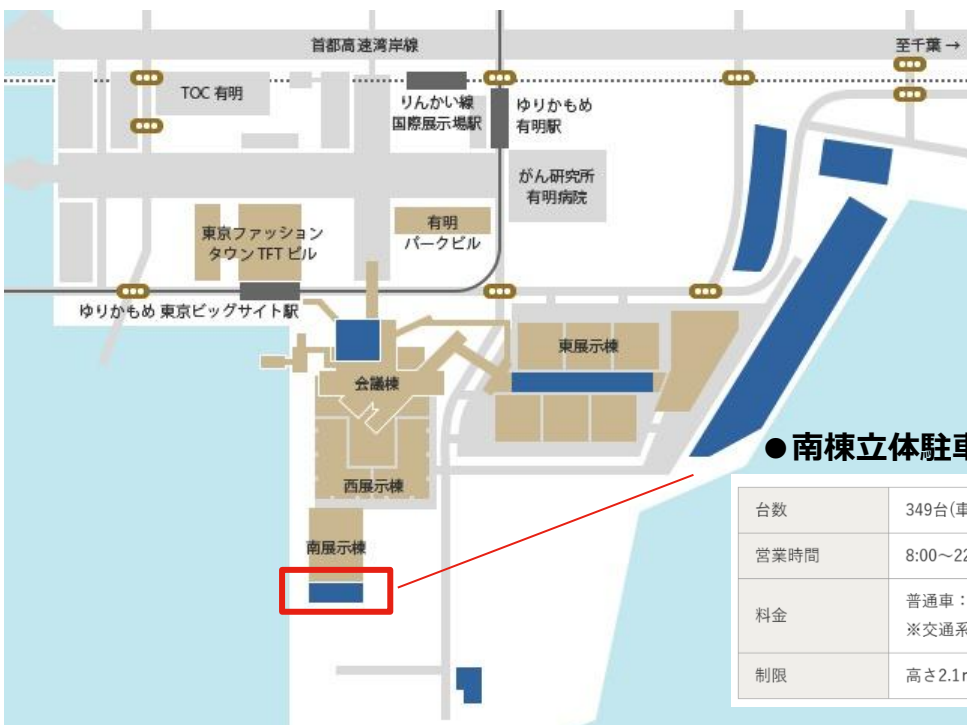 首都高速湾岸線
至千葉 →
TOC 有明
りんかい線
国際展示場駅
ゆりかもめ
有明駅
がん研究所
有明病院
東京ファッション
タウン TFT ビル
有明
パークビル
ゆりかもめ 東京ビッグサイト駅
東展示棟
会議棟
西展示棟
南展示棟
●南棟立体駐車
台数
349台(車
営業時間
8:00～22
料金
普通車：
※交通系
制限
高さ2.1m